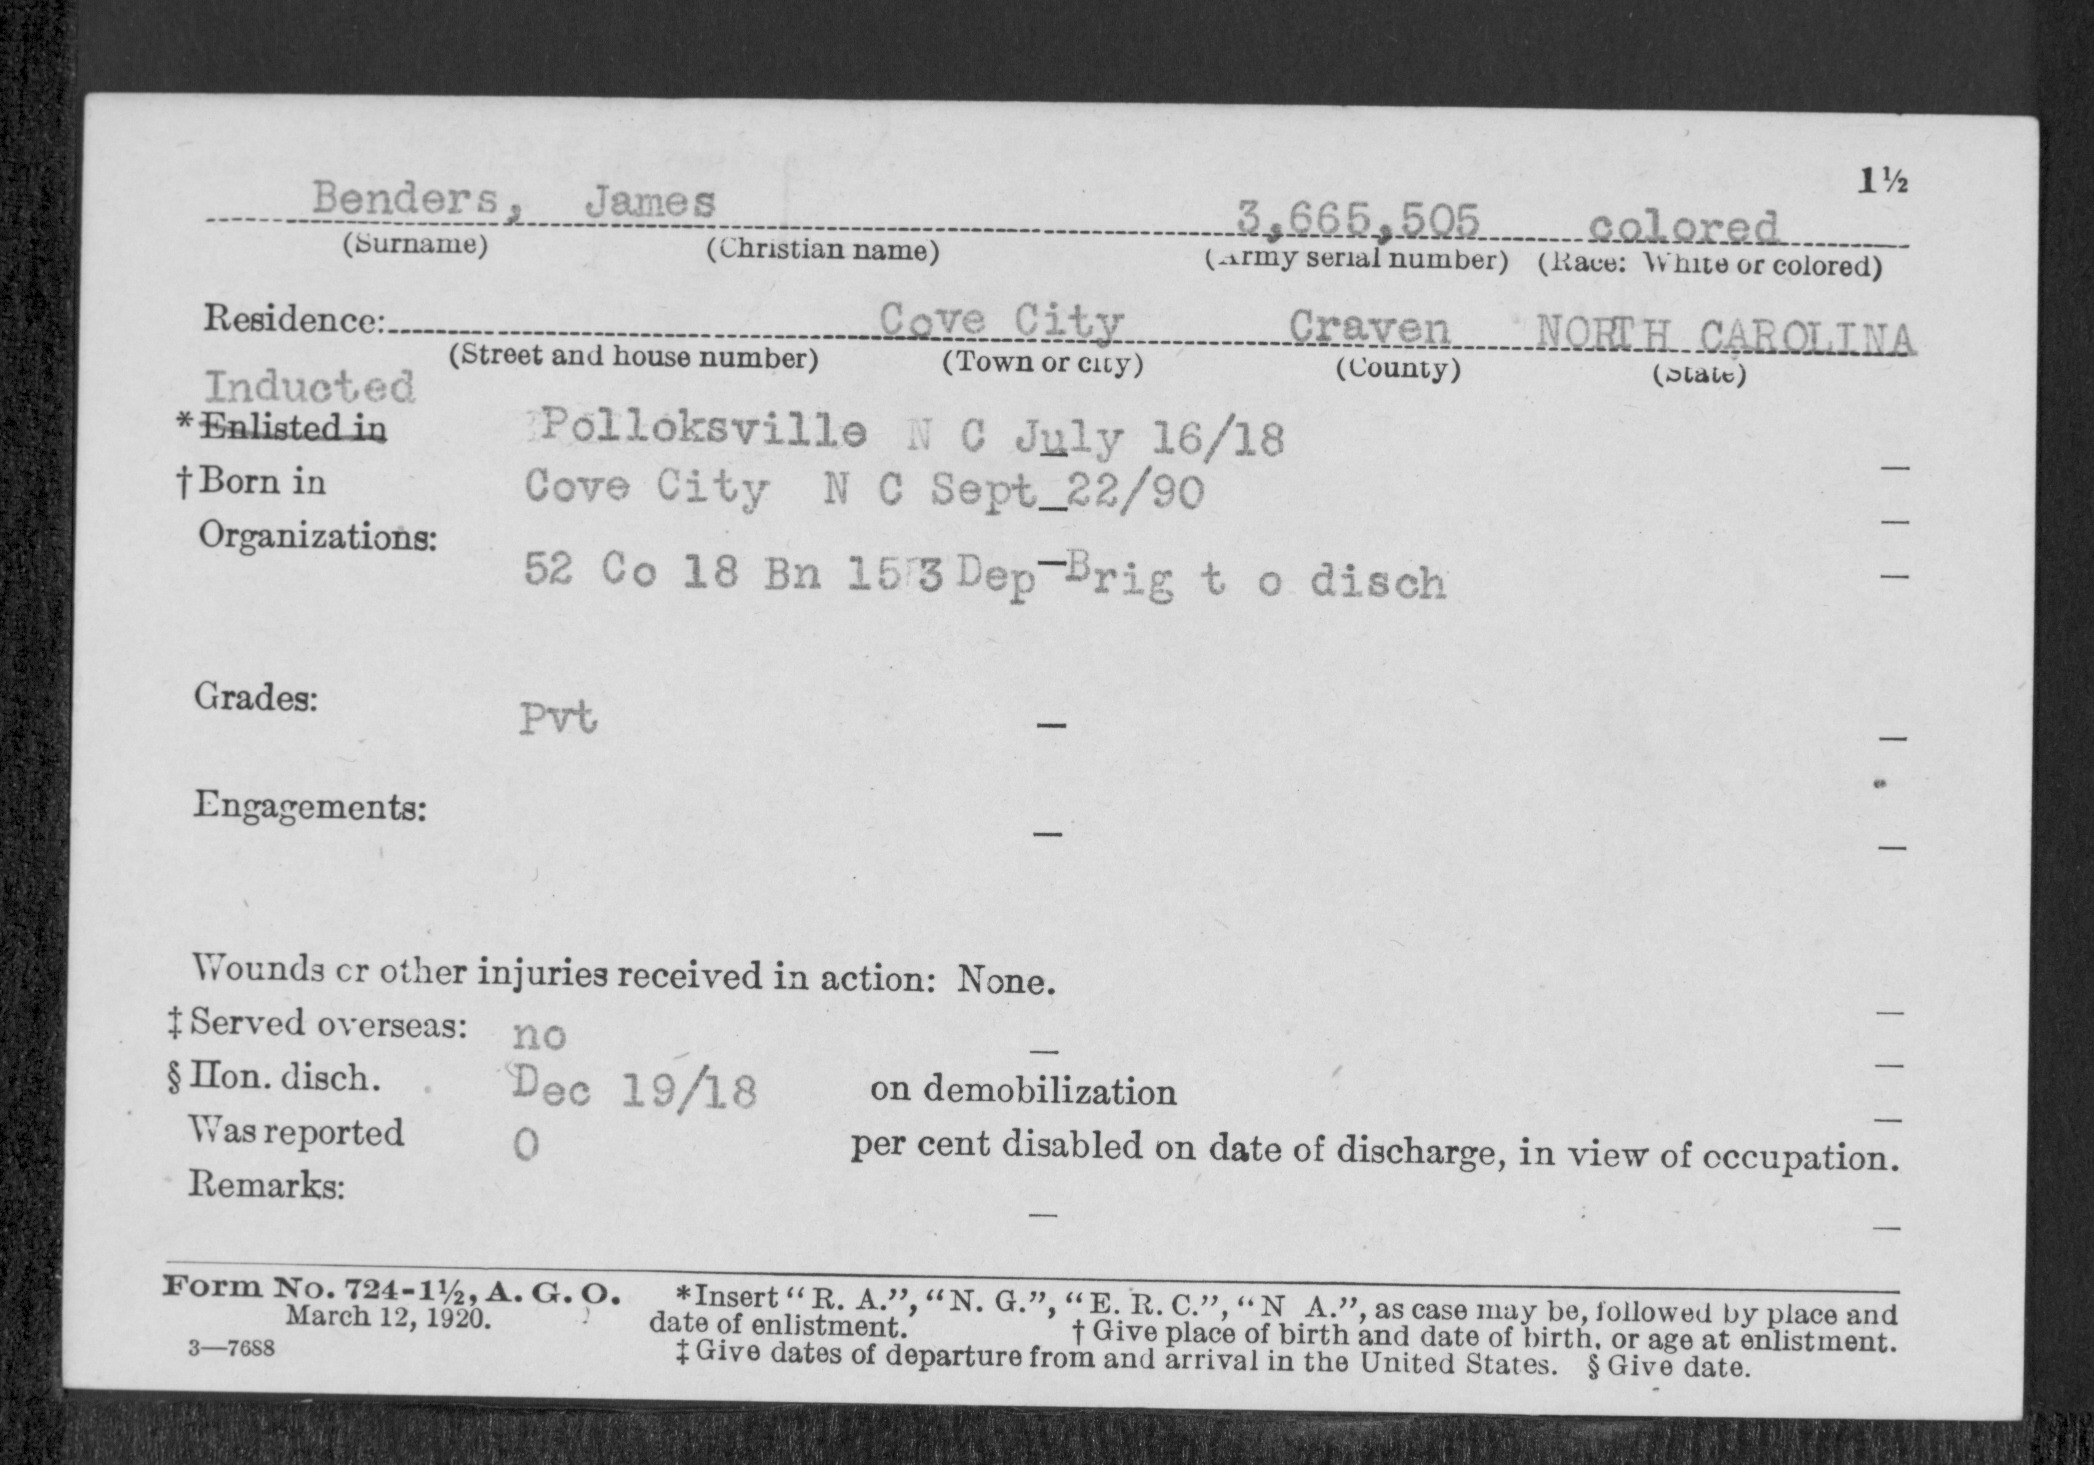 1½
Benders, James 3,665,505 colored
(Surname) (Christian name) (Army serial number) (Race: White or colored)
Residence: Cove City Craven NORTH CAROLINA
(Street and house number) (Town or city) (County) (State)
Inducted
*Enlisted in Polloksville N C July 16/18
†Born in Cove City N C Sept 22/90
Organizations:
52 Co 18 Bn 153 Dep Brig t o disch
Grades: Pvt
Engagements:
Wounds or other injuries received in action: None.
‡Served overseas: no
§Hon. disch. Dec 19/18 on demobilization
Was reported 0 per cent disabled on date of discharge, in view of occupation.
Remarks:
Form No. 724-1½, A. G. O.
March 12, 1920.
3—7688
*Insert “R. A.”, “N. G.”, “E. R. C.”, “N A.”, as case may be, followed by place and
date of enlistment. †Give place of birth and date of birth, or age at enlistment.
‡Give dates of departure from and arrival in the United States. §Give date.